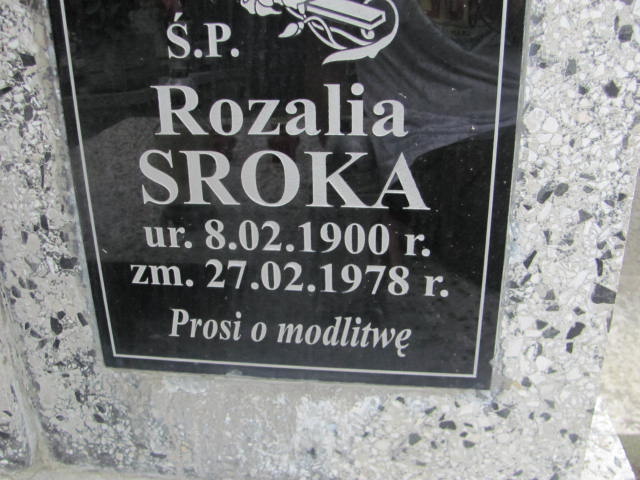 Ś.P.
Rozalia
SROKA
ur. 8.02.1900 r.
zm. 27.02.1978 r.
Prosi o modlitwę